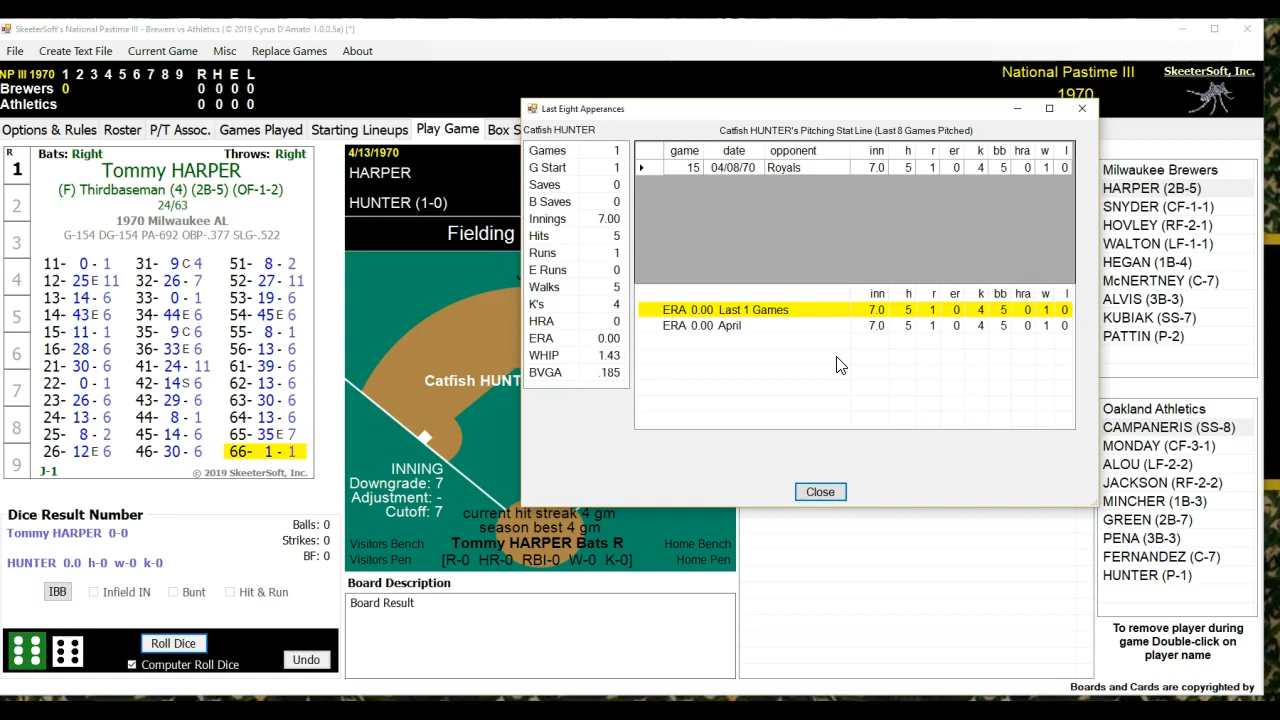 SkeeterSoft's National Pastime III - Brewers vs Athletics (© 2019 Cyrus D'Amato 1.0.0.5a) [*]
File Create Text File Current Game Misc Replace Games About
NP III 1970 1 2 3 4 5 6 7 8 9 R H E L
Brewers 0 0 0 0 0
Athletics 0 0 0 0
National Pastime III
1970
SkeeterSoft, Inc.
Options & Rules Roster P/T Assoc. Games Played Starting Lineups Play Game Box S
R
1
2
3
4
5
6
7
8
9
Bats: Right Throws: Right
Tommy HARPER
(F) Thirdbaseman (4) (2B-5) (OF-1-2)
24/63
1970 Milwaukee AL
G-154 DG-154 PA-692 OBP-.377 SLG-.522
11- 0 - 1 31- 9 C 4 51- 8 - 2
12- 25 E 11 32- 26 - 7 52- 27 - 11
13- 14 - 6 33- 0 - 1 53- 19 - 6
14- 43 E 6 34- 44 E 6 54- 45 E 6
15- 11 - 1 35- 9 C 6 55- 8 - 1
16- 28 - 6 36- 33 E 6 56- 13 - 6
21- 30 - 6 41- 24 - 11 61- 39 - 6
22- 0 - 1 42- 14 S 6 62- 13 - 6
23- 26 - 6 43- 29 - 6 63- 30 - 6
24- 13 - 6 44- 8 - 1 64- 13 - 6
25- 8 - 2 45- 14 - 6 65- 35 E 7
26- 12 E 6 46- 30 - 6 66- 1 - 1
J-1 © 2019 SkeeterSoft, Inc.
Dice Result Number
Tommy HARPER 0-0
HUNTER 0.0 h-0 w-0 k-0
Balls: 0
Strikes: 0
BF: 0
IBB Infield IN Bunt Hit & Run
Roll Dice
Computer Roll Dice
Undo
4/13/1970
HARPER
HUNTER (1-0)
Fielding
Catfish HUNT
INNING
Downgrade: 7
Adjustment: -
Cutoff: 7
current hit streak 4 gm
season best 4 gm
Visitors Bench Tommy HARPER Bats R Home Bench
Visitors Pen [R-0 HR-0 RBI-0 W-0 K-0] Home Pen
Board Description
Board Result
Last Eight Apperances
Catfish HUNTER
Catfish HUNTER's Pitching Stat Line (Last 8 Games Pitched)
Games 1
G Start 1
Saves 0
B Saves 0
Innings 7.00
Hits 5
Runs 1
E Runs 0
Walks 5
K's 4
HRA 0
ERA 0.00
WHIP 1.43
BVGA .185
game date opponent inn h r er k bb hra w l
15 04/08/70 Royals 7.0 5 1 0 4 5 0 1 0
inn h r er k bb hra w l
ERA 0.00 Last 1 Games 7.0 5 1 0 4 5 0 1 0
ERA 0.00 April 7.0 5 1 0 4 5 0 1 0
Close
Milwaukee Brewers
HARPER (2B-5)
SNYDER (CF-1-1)
HOVLEY (RF-2-1)
WALTON (LF-1-1)
HEGAN (1B-4)
McNERTNEY (C-7)
ALVIS (3B-3)
KUBIAK (SS-7)
PATTIN (P-2)
Oakland Athletics
CAMPANERIS (SS-8)
MONDAY (CF-3-1)
ALOU (LF-2-2)
JACKSON (RF-2-2)
MINCHER (1B-3)
GREEN (2B-7)
PENA (3B-3)
FERNANDEZ (C-7)
HUNTER (P-1)
To remove player during
game Double-click on
player name
Boards and Cards are copyrighted by